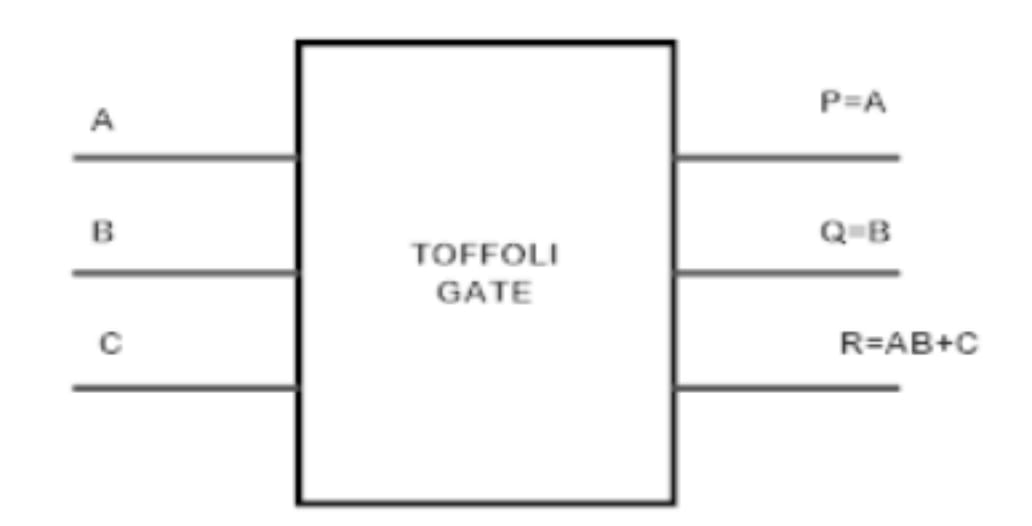 A
P=A
B
Q=B
TOFFOLI
GATE
C
R=AB+C